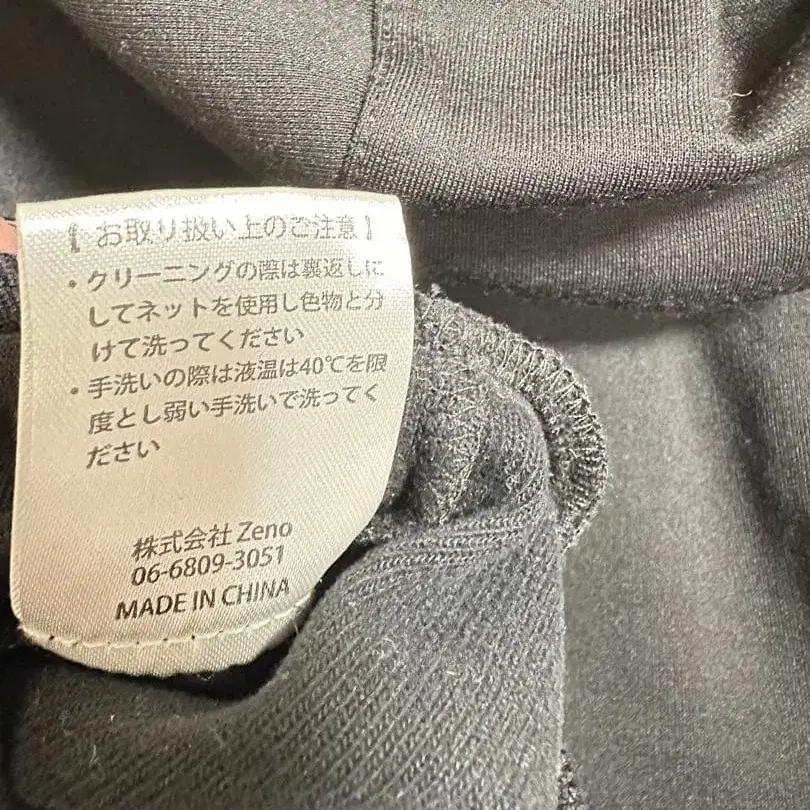 【 お取り扱い上のご注意 】
・クリーニングの際は裏返しに
してネットを使用し色物と分
けて洗ってください
・手洗いの際は液温は40℃を限
度とし弱い手洗いで洗ってく
ださい
株式会社 Zeno
06-6809-3051
MADE IN CHINA